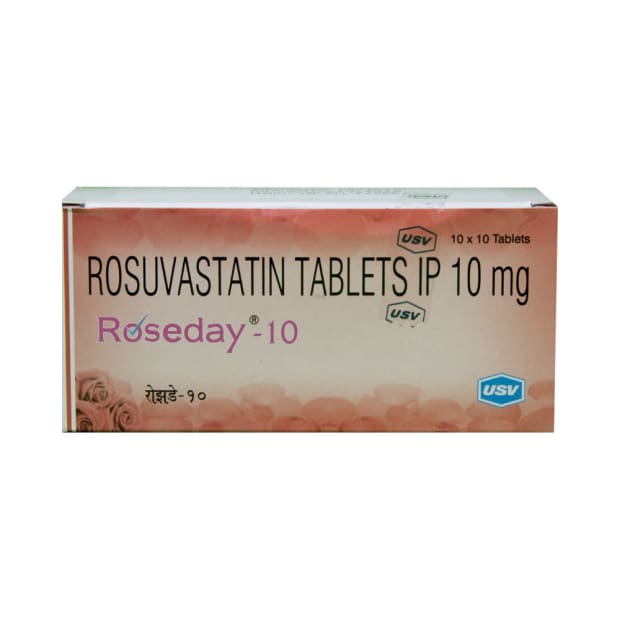 USV
10 x 10 Tablets
ROSUVASTATIN TABLETS IP 10 mg
USV
Roseday®-10
रोझडे-१०
USV